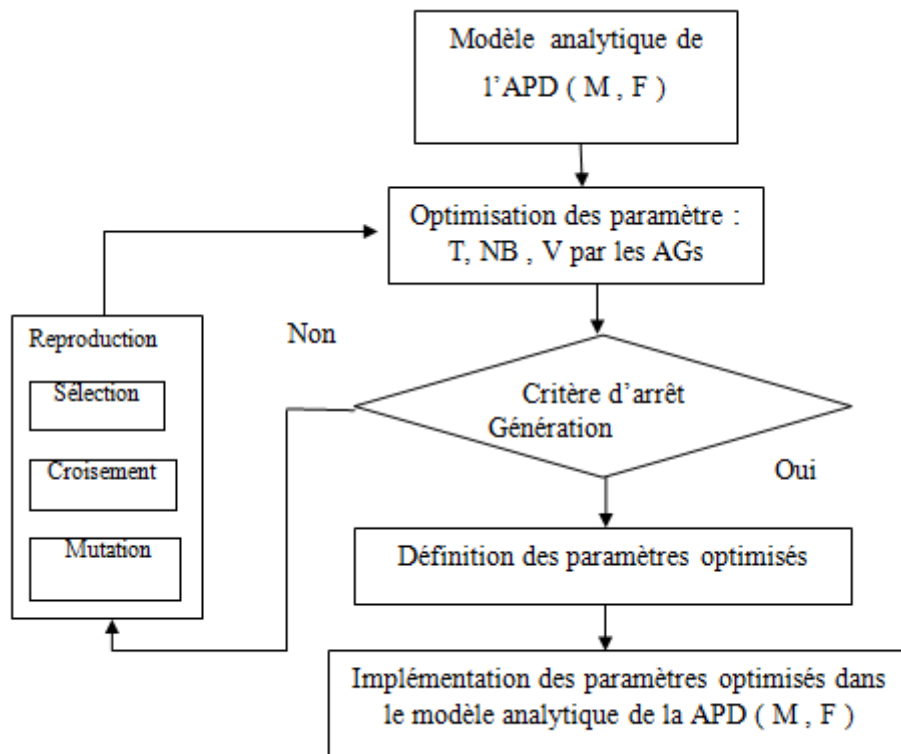 Modèle analytique de
l'APD ( M , F )
Optimisation des paramètre :
T, NB , V par les AGs
Reproduction
Sélection
Croisement
Mutation
Non
Critère d'arrêt
Génération
Oui
Définition des paramètres optimisés
Implémentation des paramètres optimisés dans
le modèle analytique de la APD ( M , F )